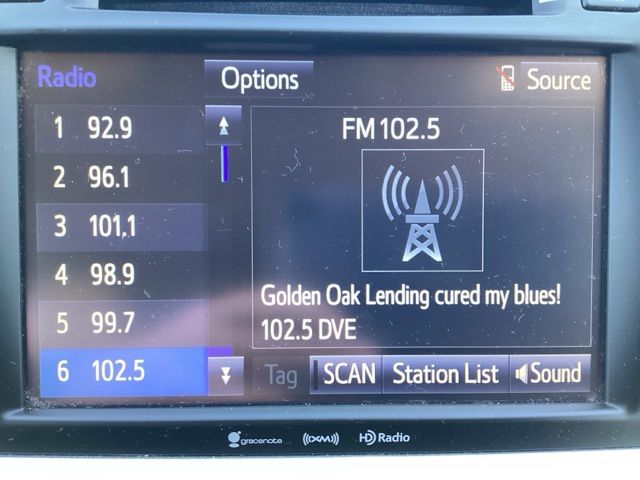 Radio
Options
Source
1 92.9
2 96.1
3 101.1
4 98.9
5 99.7
6 102.5
FM 102.5
Golden Oak Lending cured my blues!
102.5 DVE
Tag
SCAN
Station List
Sound
gracenote
((XM))
HD Radio